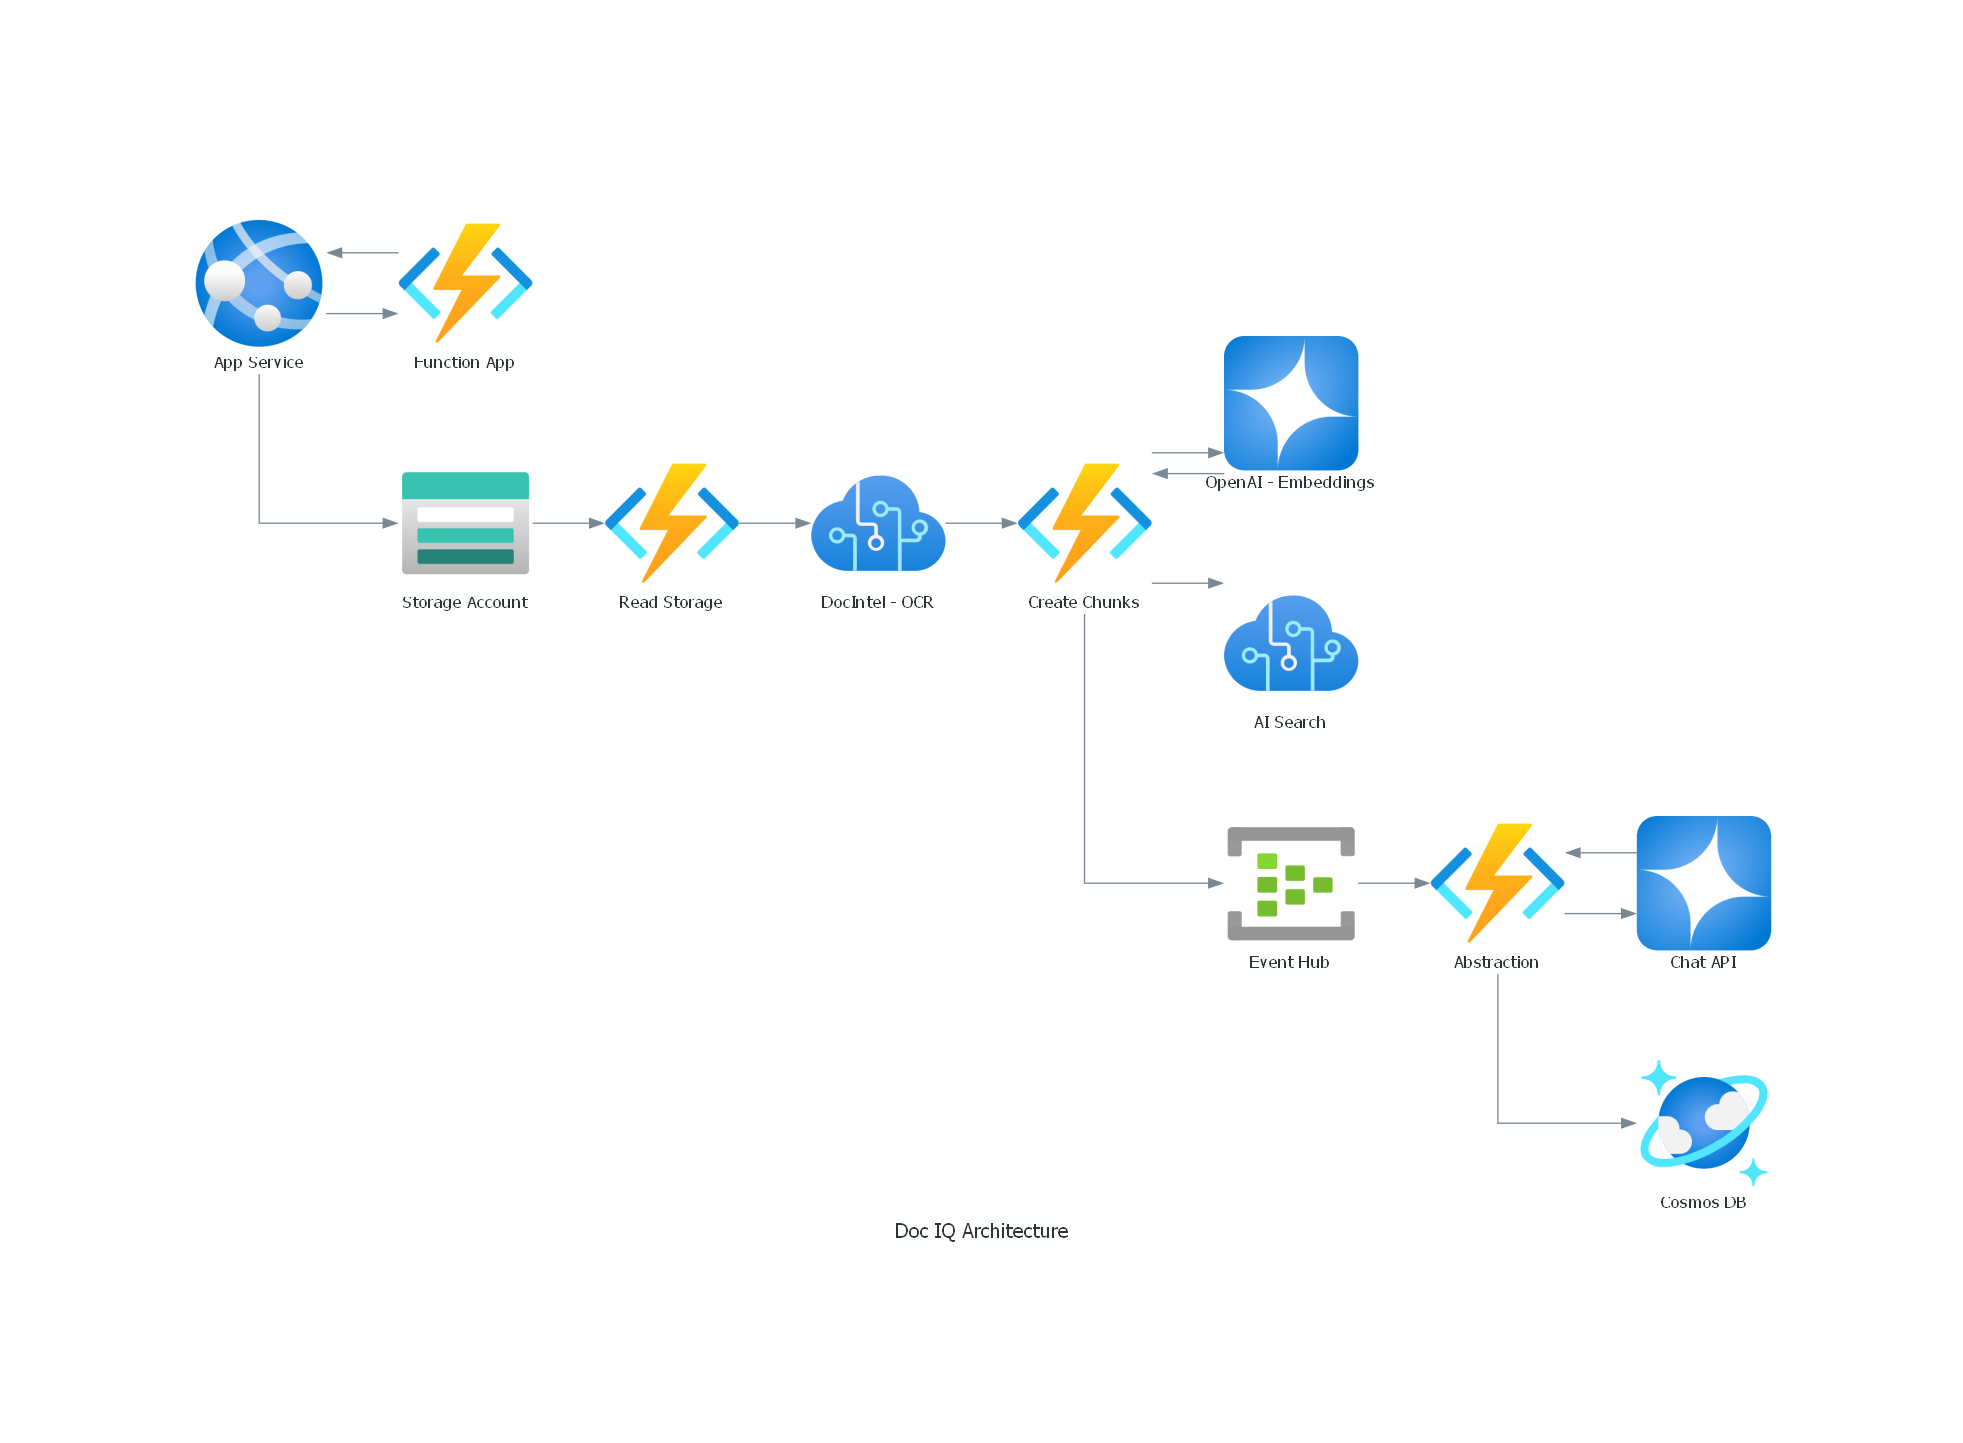 App Service
Function App
OpenAI - Embeddings
Storage Account
Read Storage
DocIntel - OCR
Create Chunks
AI Search
Event Hub
Abstraction
Chat API
Cosmos DB
Doc IQ Architecture